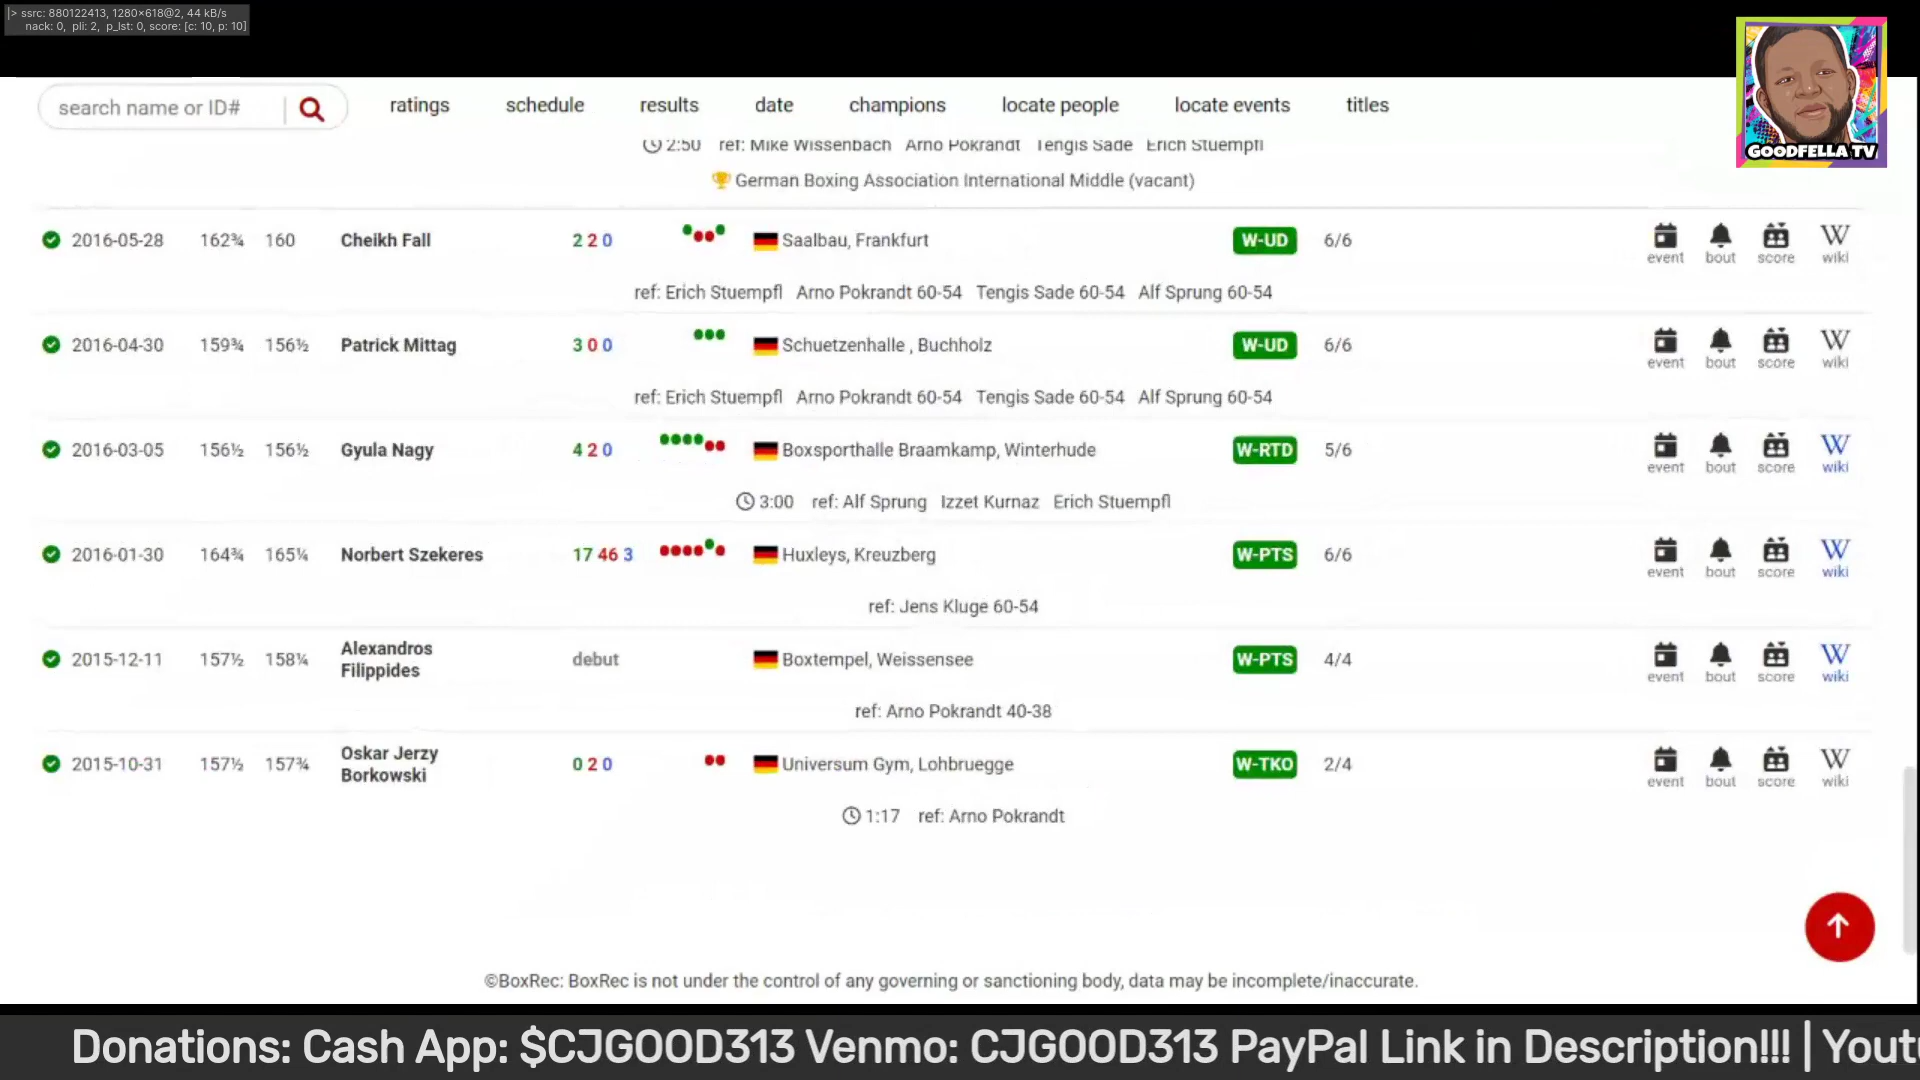 |> ssrc: 880122413, 1280×618@2, 44 kB/s
nack: 0, pli: 2, p_lst: 0, score: [c: 10, p: 10]
GOODFELLA TV
search name or ID# ratings schedule results date champions locate people locate events titles
2:50 ref: Mike Wissenbach Arno Pokrandt Tengis Sade Erich Stuempfl
German Boxing Association International Middle (vacant)
2016-05-28 162¾ 160 Cheikh Fall 2 2 0 Saalbau, Frankfurt W-UD 6/6 event bout score W wiki
ref: Erich Stuempfl Arno Pokrandt 60-54 Tengis Sade 60-54 Alf Sprung 60-54
2016-04-30 159¾ 156½ Patrick Mittag 3 0 0 Schuetzenhalle , Buchholz W-UD 6/6 event bout score W wiki
ref: Erich Stuempfl Arno Pokrandt 60-54 Tengis Sade 60-54 Alf Sprung 60-54
2016-03-05 156½ 156½ Gyula Nagy 4 2 0 Boxsporthalle Braamkamp, Winterhude W-RTD 5/6 event bout score W wiki
3:00 ref: Alf Sprung Izzet Kurnaz Erich Stuempfl
2016-01-30 164¾ 165¼ Norbert Szekeres 17 46 3 Huxleys, Kreuzberg W-PTS 6/6 event bout score W wiki
ref: Jens Kluge 60-54
2015-12-11 157½ 158¼ Alexandros Filippides debut Boxtempel, Weissensee W-PTS 4/4 event bout score W wiki
ref: Arno Pokrandt 40-38
2015-10-31 157½ 157¾ Oskar Jerzy Borkowski 0 2 0 Universum Gym, Lohbruegge W-TKO 2/4 event bout score W wiki
1:17 ref: Arno Pokrandt
©BoxRec: BoxRec is not under the control of any governing or sanctioning body, data may be incomplete/inaccurate.
Donations: Cash App: $CJGOOD313 Venmo: CJGOOD313 PayPal Link in Description!!! | Yout